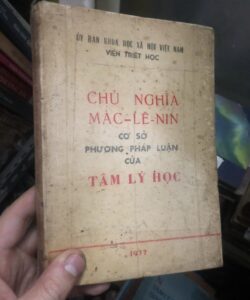 ỦY BAN KHOA HỌC XÃ HỘI VIỆT NAM
VIỆN TRIẾT HỌC
CHỦ NGHĨA
MÁC-LÊ-NIN
CƠ SỞ
PHƯƠNG PHÁP LUẬN
CỦA
TÂM LÝ HỌC
1977